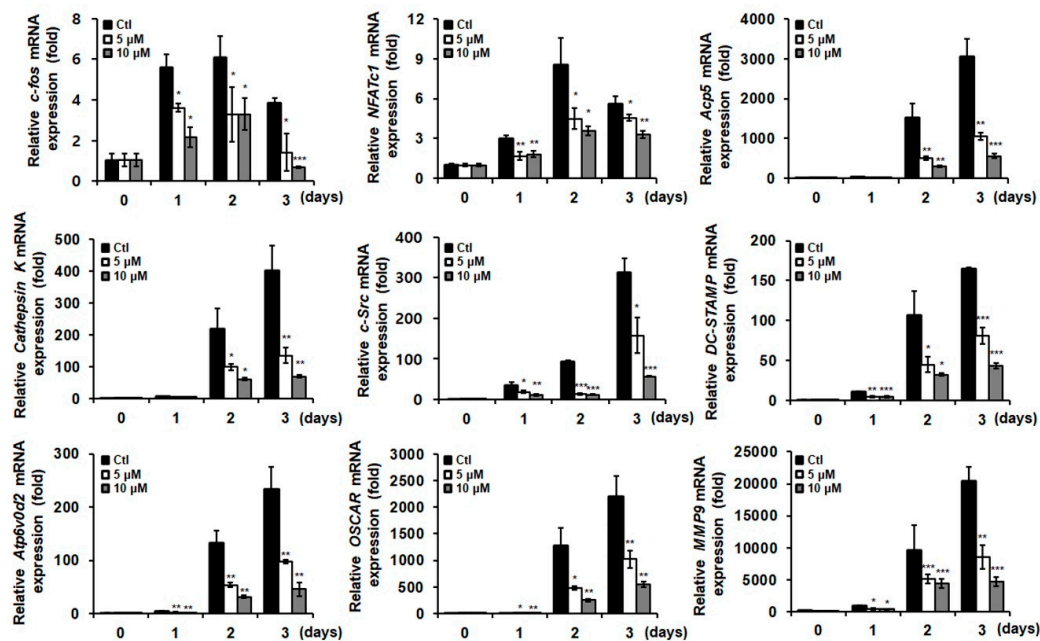 Relative c-fos mRNA
expression (fold)
8
6
4
2
0
Ctl
5 µM
10 µM
*
*
*
*
*
***
0 1 2 3 (days)
Relative NFATc1 mRNA
expression (fold)
12
9
6
3
0
Ctl
5 µM
10 µM
**
**
*
*
*
**
0 1 2 3 (days)
Relative Acp5 mRNA
expression (fold)
4000
3000
2000
1000
0
Ctl
5 µM
10 µM
**
**
**
***
0 1 2 3 (days)
Relative Cathepsin K mRNA
expression (fold)
500
400
300
200
100
0
Ctl
5 µM
10 µM
*
*
**
**
0 1 2 3 (days)
Relative c-Src mRNA
expression (fold)
400
300
200
100
0
Ctl
5 µM
10 µM
*
**
***
***
*
***
0 1 2 3 (days)
Relative DC-STAMP mRNA
expression (fold)
200
150
100
50
0
Ctl
5 µM
10 µM
**
***
*
*
***
***
0 1 2 3 (days)
Relative Atp6v0d2 mRNA
expression (fold)
300
200
100
0
Ctl
5 µM
10 µM
**
**
**
**
**
**
0 1 2 3 (days)
Relative OSCAR mRNA
expression (fold)
3000
2500
2000
1500
1000
500
0
Ctl
5 µM
10 µM
*
**
*
**
**
**
0 1 2 3 (days)
Relative MMP9 mRNA
expression (fold)
25000
20000
15000
10000
5000
0
Ctl
5 µM
10 µM
*
*
***
***
**
***
0 1 2 3 (days)